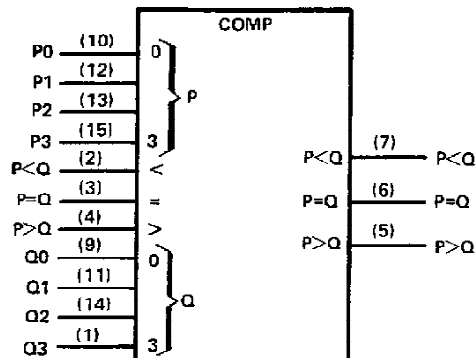 COMP
P0 (10) 0
P1 (12)
P2 (13) P
P3 (15) 3
P<Q (2) <
P=Q (3) =
P>Q (4) >
Q0 (9) 0
Q1 (11)
Q2 (14) Q
Q3 (1) 3
P<Q (7) P<Q
P=Q (6) P=Q
P>Q (5) P>Q